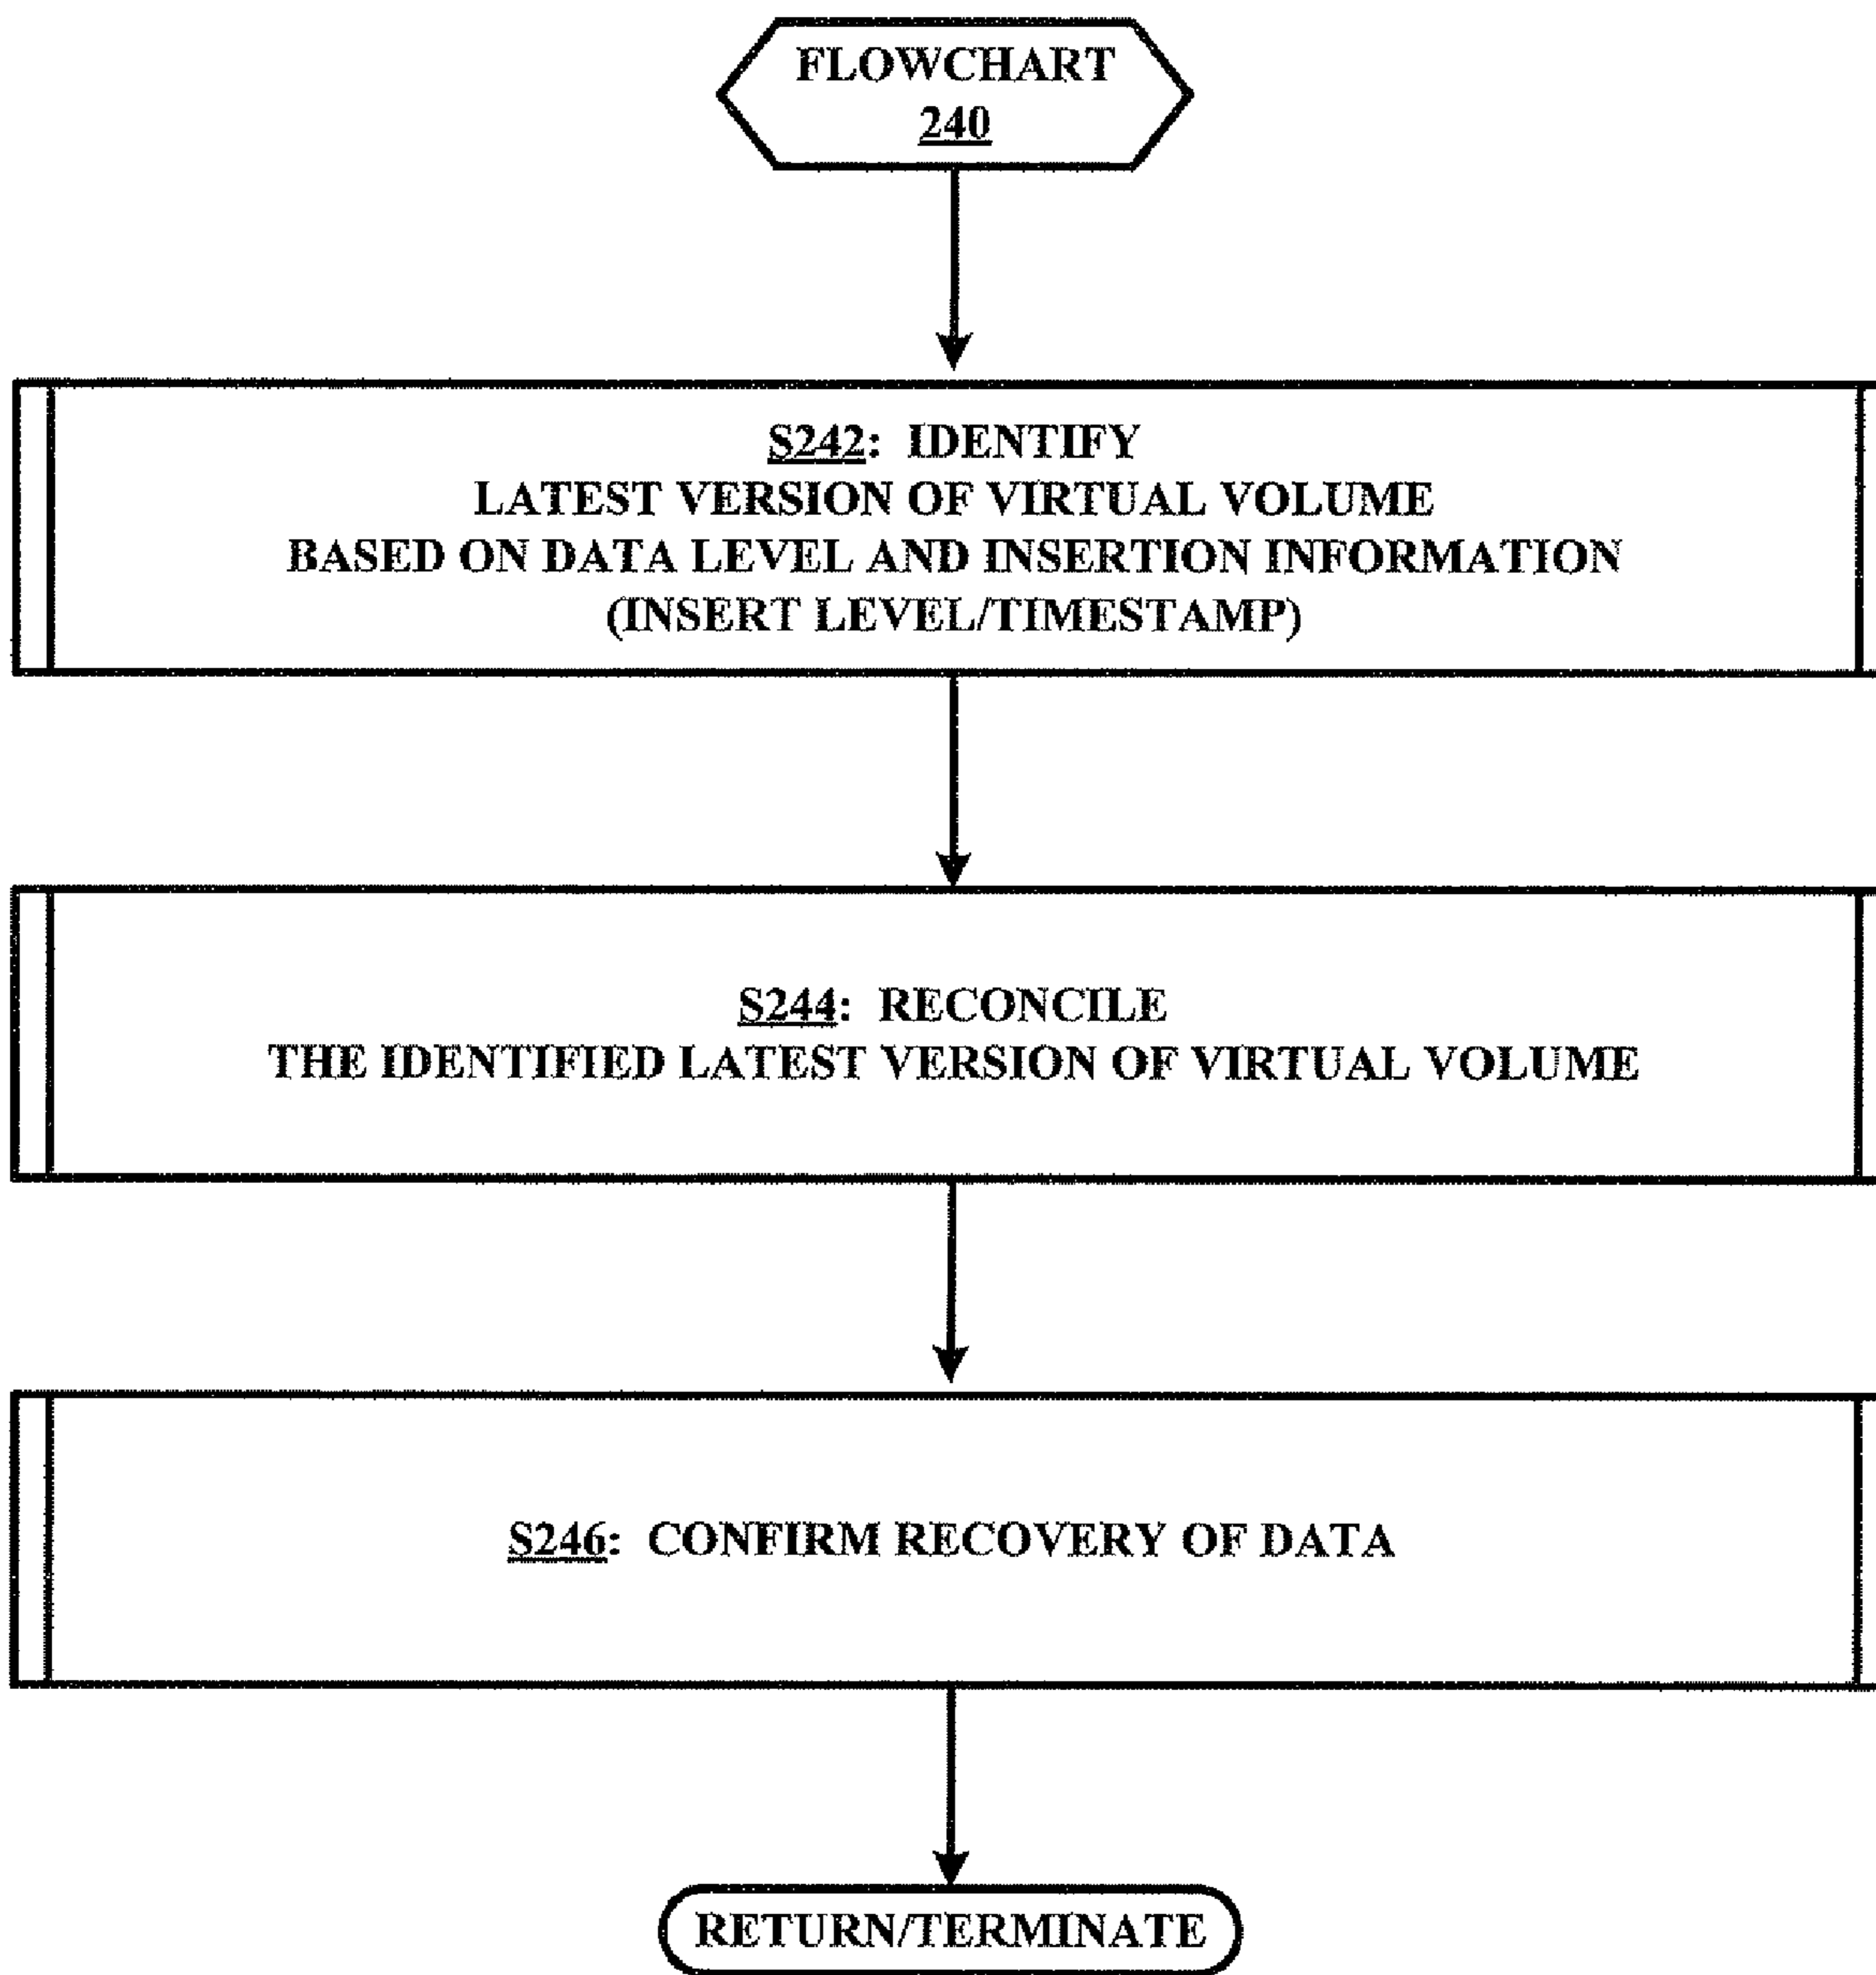 FLOWCHART
240
S242: IDENTIFY
LATEST VERSION OF VIRTUAL VOLUME
BASED ON DATA LEVEL AND INSERTION INFORMATION
(INSERT LEVEL/TIMESTAMP)
S244: RECONCILE
THE IDENTIFIED LATEST VERSION OF VIRTUAL VOLUME
S246: CONFIRM RECOVERY OF DATA
RETURN/TERMINATE